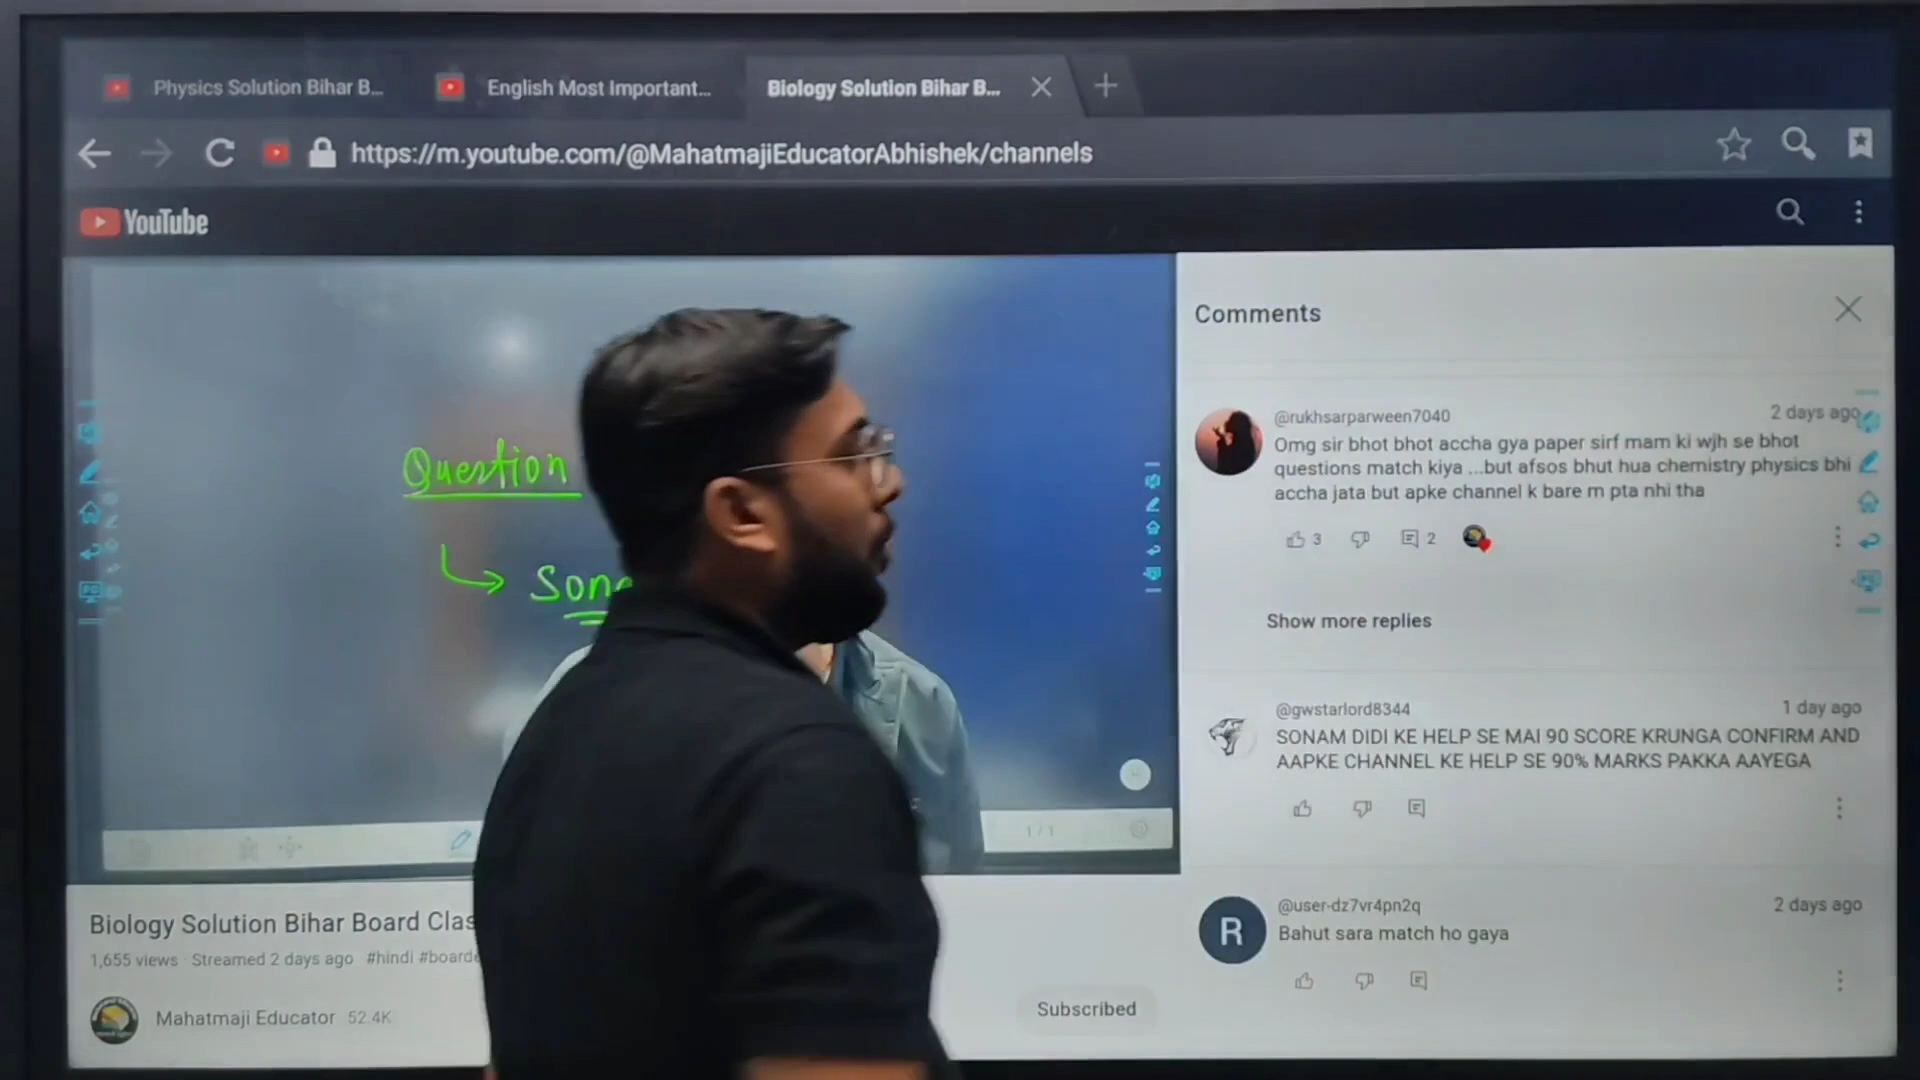 Physics Solution Bihar B...
English Most Important...
Biology Solution Bihar B...
https://m.youtube.com/@MahatmajiEducatorAbhishek/channels
YouTube
Question
Comments
@rukhsarparween7040
2 days ago
Omg sir bhot bhot accha gya paper sirf mam ki wjh se bhot
questions match kiya ...but afsos bhut hua chemistry physics bhi
accha jata but apke channel k bare m pta nhi tha
3
2
Show more replies
@gwstarlord8344
1 day ago
SONAM DIDI KE HELP SE MAI 90 SCORE KRUNGA CONFIRM AND
AAPKE CHANNEL KE HELP SE 90% MARKS PAKKA AAYEGA
@user-dz7vr4pn2q
2 days ago
R
Bahut sara match ho gaya
1/1
Biology Solution Bihar Board Clas
1,655 views · Streamed 2 days ago #hindi #boarde
Mahatmaji Educator 52.4K
Subscribed